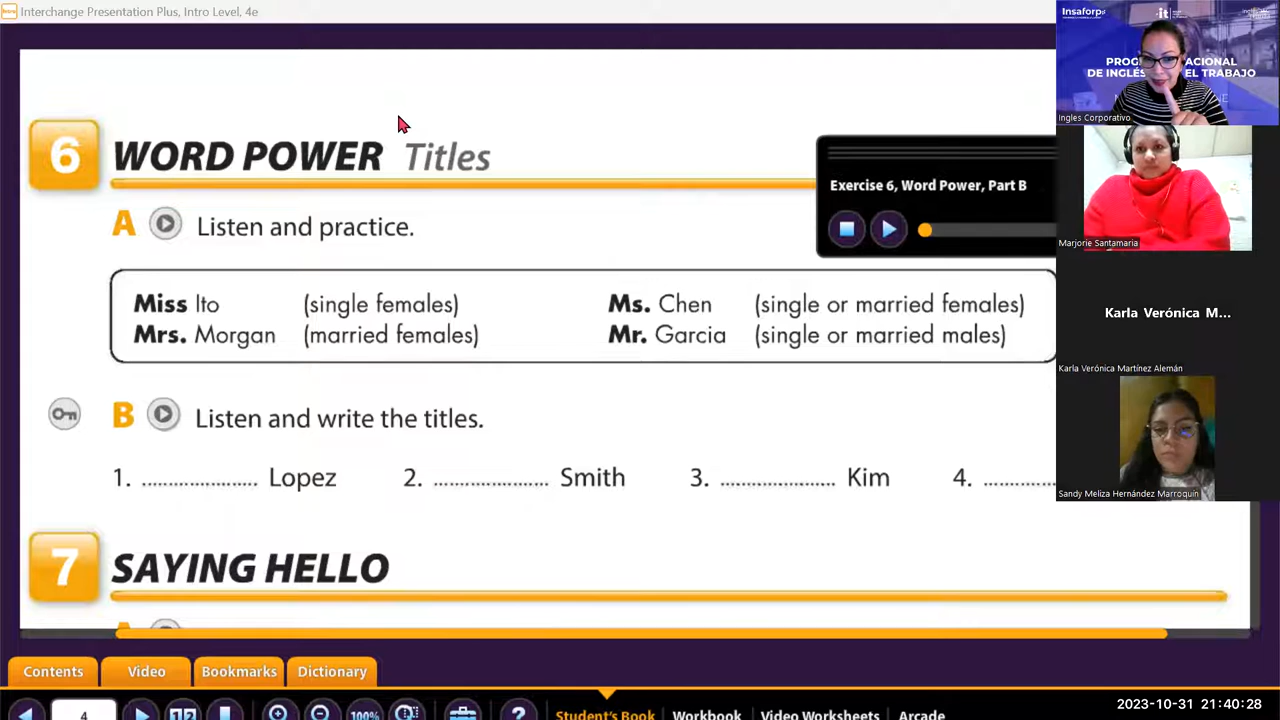 Interchange Presentation Plus, Intro Level, 4e
6 WORD POWER Titles
Exercise 6, Word Power, Part B
A Listen and practice.
Miss Ito (single females) Ms. Chen (single or married females)
Mrs. Morgan (married females) Mr. Garcia (single or married males)
B Listen and write the titles.
1. .................... Lopez 2. .................... Smith 3. .................... Kim 4. ............
7 SAYING HELLO
Contents Video Bookmarks Dictionary
4 100% Student's Book Workbook Video Worksheets Arcade
Insaforp
it
PROG ACIONAL
DE INGLÉS EL TRABAJO
Ingles Corporativo
Marjorie Santamaria
Karla Verónica M...
Karla Verónica Martínez Alemán
Sandy Meliza Hernández Marroquín
2023-10-31 21:40:28